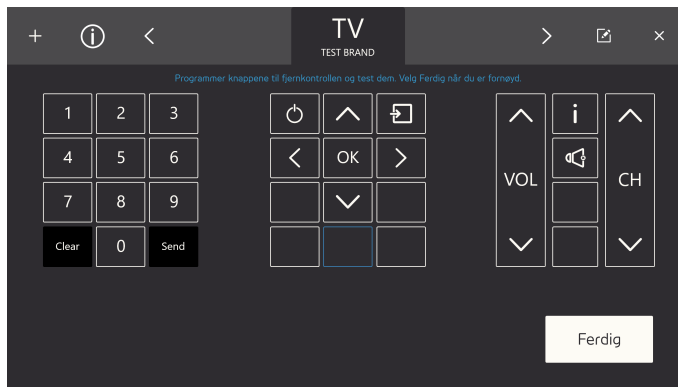 TV
TEST BRAND
Programmer knappene til fjernkontrollen og test dem. Velg Ferdig når du er fornøyd.
1 2 3
4 5 6 OK
7 8 9 VOL CH
Clear 0 Send
Ferdig